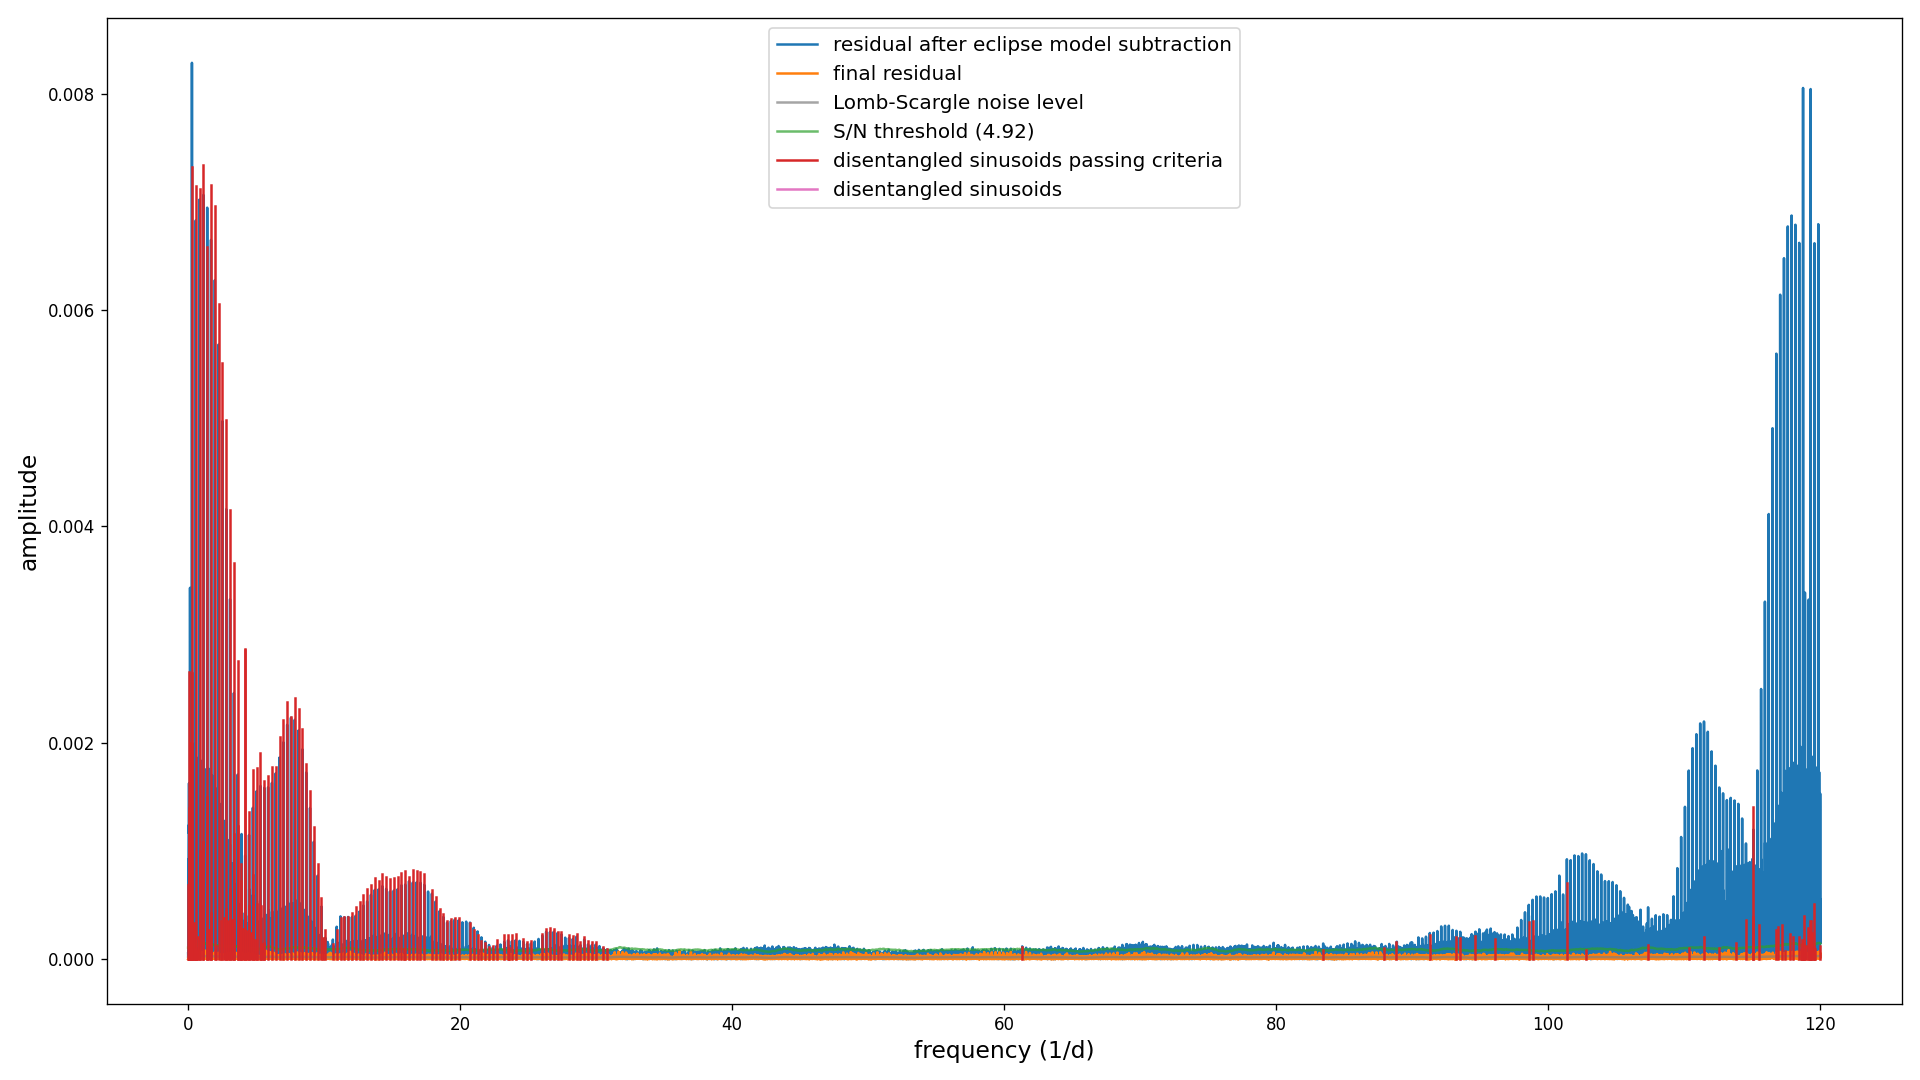 residual after eclipse model subtraction
final residual
Lomb-Scargle noise level
S/N threshold (4.92)
disentangled sinusoids passing criteria
disentangled sinusoids
amplitude
0.008
0.006
0.004
0.002
0.000
0 20 40 60 80 100 120
frequency (1/d)